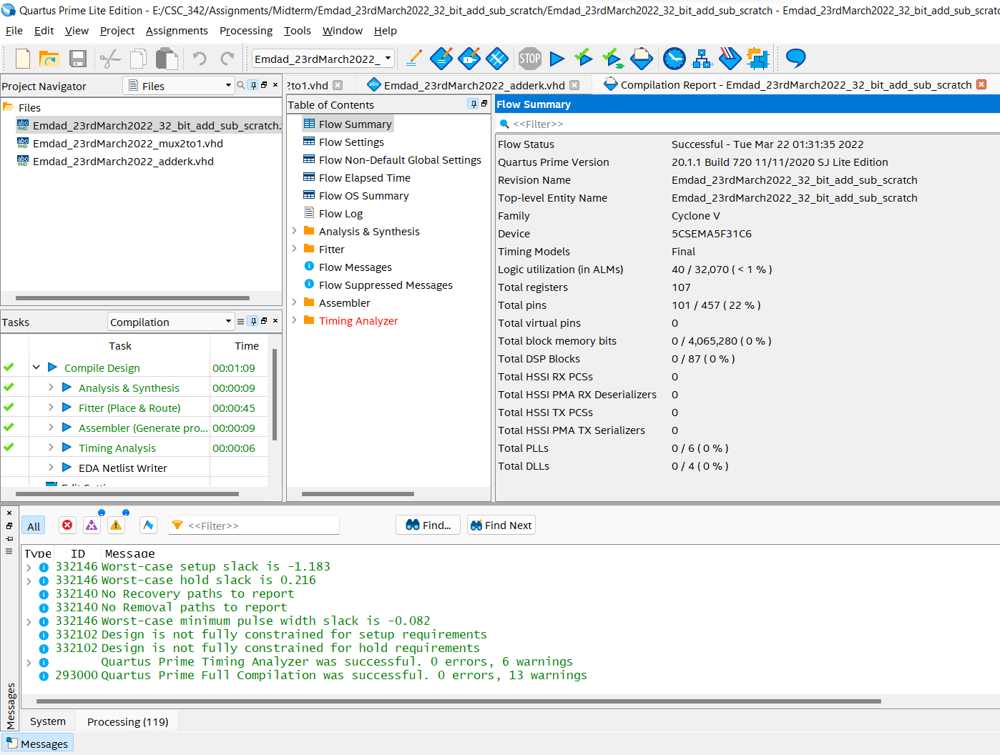 Quartus Prime Lite Edition - E:/CSC_342/Assignments/Midterm/Emdad_23rdMarch2022_32_bit_add_sub_scratch/Emdad_23rdMarch2022_32_bit_add_sub_scratch - Emdad_23rdMarch2022_32_bit_add_sub_scratc
File Edit View Project Assignments Processing Tools Window Help
Emdad_23rdMarch2022_
STOP
Project Navigator
Files
Files
abc VHD Emdad_23rdMarch2022_32_bit_add_sub_scratch.
abc VHD Emdad_23rdMarch2022_mux2to1.vhd
abc VHD Emdad_23rdMarch2022_adderk.vhd
2to1.vhd
abc Emdad_23rdMarch2022_adderk.vhd
Compilation Report - Emdad_23rdMarch2022_32_bit_add_sub_scratch
Table of Contents
Flow Summary
Flow Settings
Flow Non-Default Global Settings
Flow Elapsed Time
Flow OS Summary
Flow Log
Analysis & Synthesis
Fitter
Flow Messages
Flow Suppressed Messages
Assembler
Timing Analyzer
Flow Summary
<<Filter>>
Flow Status Successful - Tue Mar 22 01:31:35 2022
Quartus Prime Version 20.1.1 Build 720 11/11/2020 SJ Lite Edition
Revision Name Emdad_23rdMarch2022_32_bit_add_sub_scratch
Top-level Entity Name Emdad_23rdMarch2022_32_bit_add_sub_scratch
Family Cyclone V
Device 5CSEMA5F31C6
Timing Models Final
Logic utilization (in ALMs) 40 / 32,070 ( < 1 % )
Total registers 107
Total pins 101 / 457 ( 22 % )
Total virtual pins 0
Total block memory bits 0 / 4,065,280 ( 0 % )
Total DSP Blocks 0 / 87 ( 0 % )
Total HSSI RX PCSs 0
Total HSSI PMA RX Deserializers 0
Total HSSI TX PCSs 0
Total HSSI PMA TX Serializers 0
Total PLLs 0 / 6 ( 0 % )
Total DLLs 0 / 4 ( 0 % )
Tasks
Compilation
Task Time
Compile Design 00:01:09
Analysis & Synthesis 00:00:09
Fitter (Place & Route) 00:00:45
Assembler (Generate pro... 00:00:09
Timing Analysis 00:00:06
EDA Netlist Writer
All
<<Filter>>
Find...
Find Next
Type ID Message
332146 Worst-case setup slack is -1.183
332146 Worst-case hold slack is 0.216
332140 No Recovery paths to report
332140 No Removal paths to report
332146 Worst-case minimum pulse width slack is -0.082
332102 Design is not fully constrained for setup requirements
332102 Design is not fully constrained for hold requirements
Quartus Prime Timing Analyzer was successful. 0 errors, 6 warnings
293000 Quartus Prime Full Compilation was successful. 0 errors, 13 warnings
Messages
System
Processing (119)
Messages